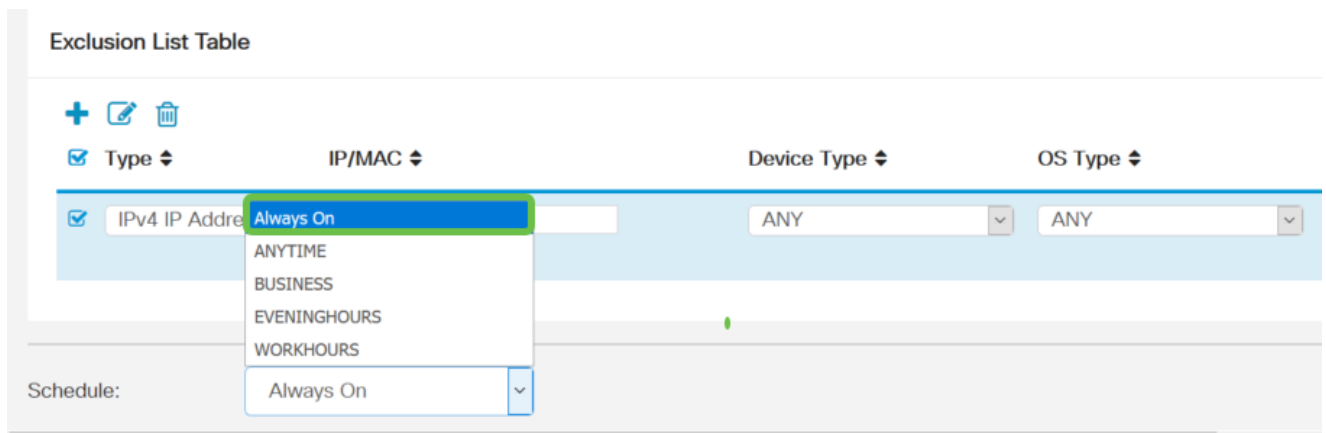 Exclusion List Table
Type IP/MAC Device Type OS Type
IPv4 IP Addre Always On ANY ANY
ANYTIME
BUSINESS
EVENINGHOURS
WORKHOURS
Schedule: Always On